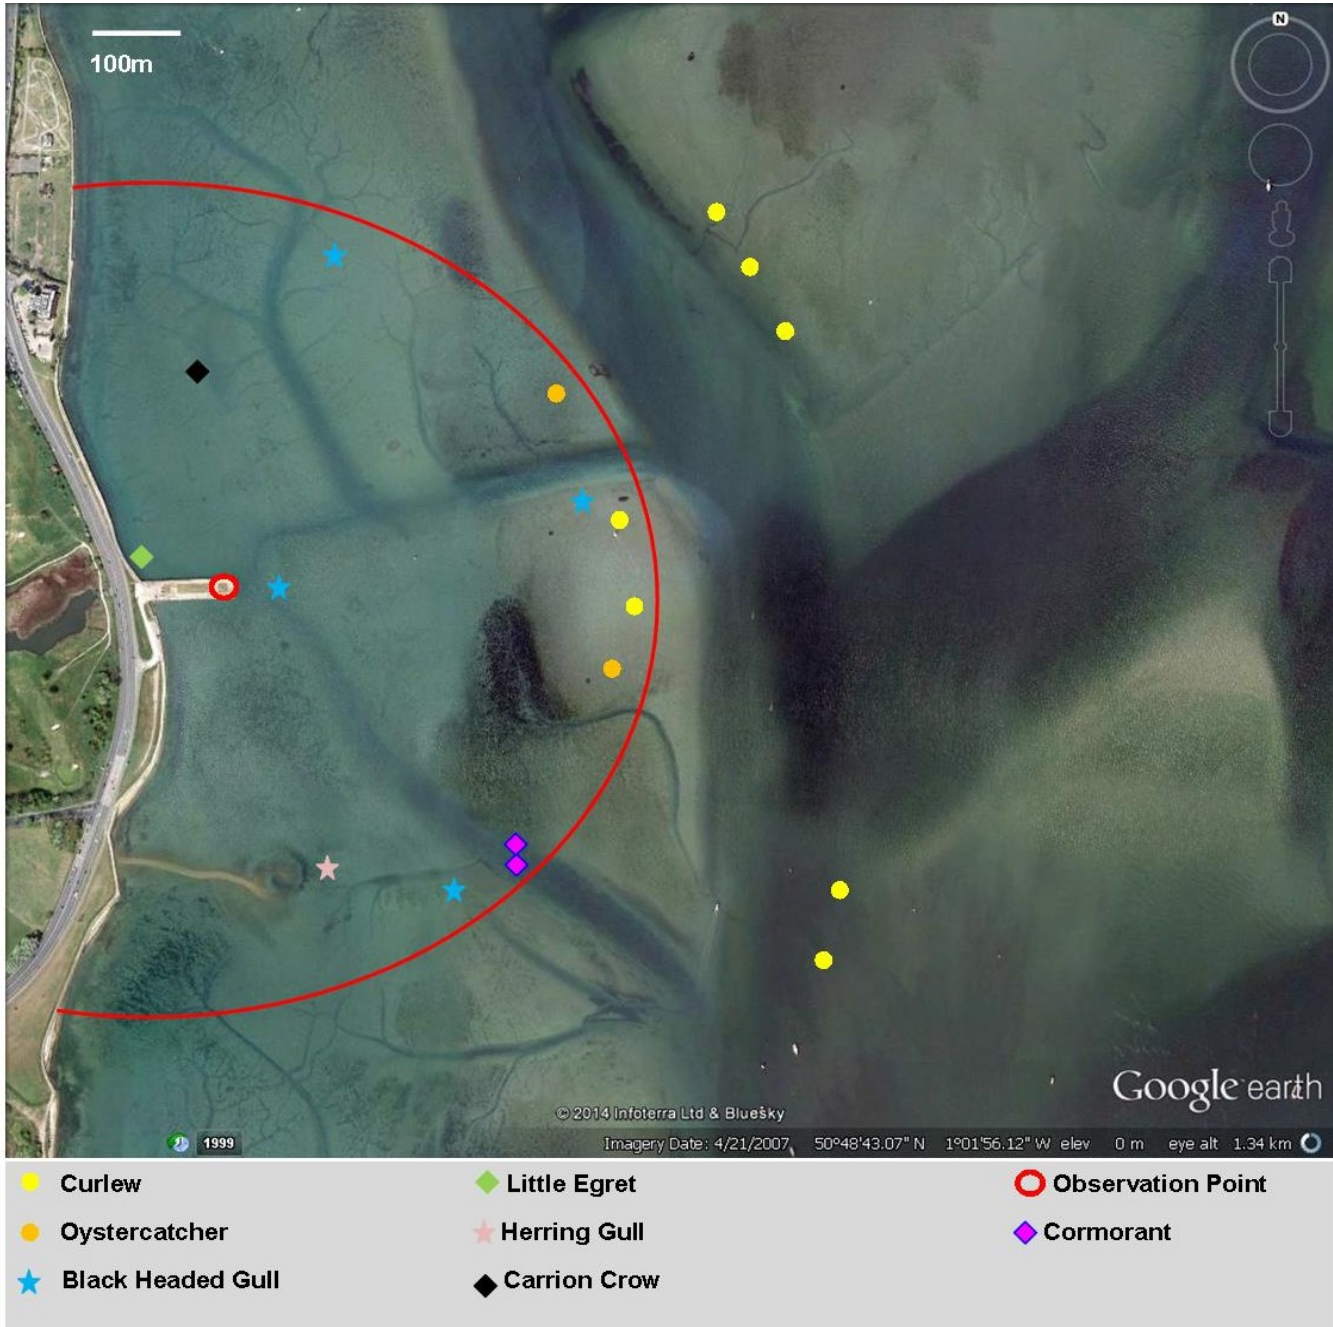 N
100m
Google earth
© 2014 Infoterra Ltd & Bluesky
1999
Imagery Date: 4/21/2007 50°48'43.07" N 1°01'56.12" W elev 0 m eye alt 1.34 km
Curlew
Little Egret
Observation Point
Oystercatcher
Herring Gull
Cormorant
Black Headed Gull
Carrion Crow